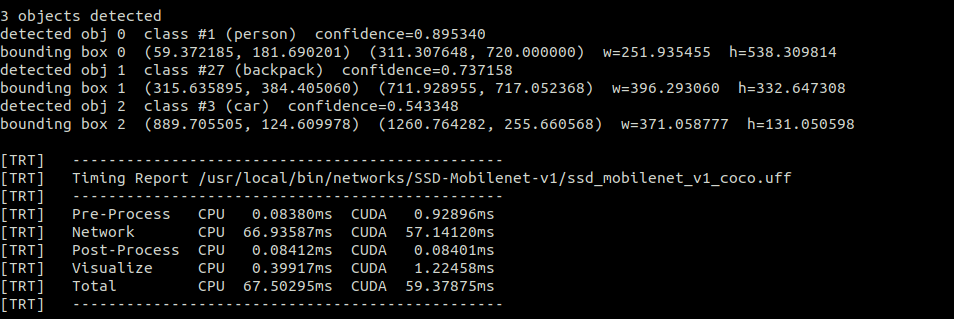 3 objects detected
detected obj 0  class #1 (person)  confidence=0.895340
bounding box 0  (59.372185, 181.690201)  (311.307648, 720.000000)  w=251.935455  h=538.309814
detected obj 1  class #27 (backpack)  confidence=0.737158
bounding box 1  (315.635895, 384.405060)  (711.928955, 717.052368)  w=396.293060  h=332.647308
detected obj 2  class #3 (car)  confidence=0.543348
bounding box 2  (889.705505, 124.609978)  (1260.764282, 255.660568)  w=371.058777  h=131.050598
[TRT]   ------------------------------------------------
[TRT]   Timing Report /usr/local/bin/networks/SSD-Mobilenet-v1/ssd_mobilenet_v1_coco.uff
[TRT]   ------------------------------------------------
[TRT]   Pre-Process   CPU   0.08380ms  CUDA   0.92896ms
[TRT]   Network       CPU  66.93587ms  CUDA  57.14120ms
[TRT]   Post-Process  CPU   0.08412ms  CUDA   0.08401ms
[TRT]   Visualize     CPU   0.39917ms  CUDA   1.22458ms
[TRT]   Total         CPU  67.50295ms  CUDA  59.37875ms
[TRT]   ------------------------------------------------